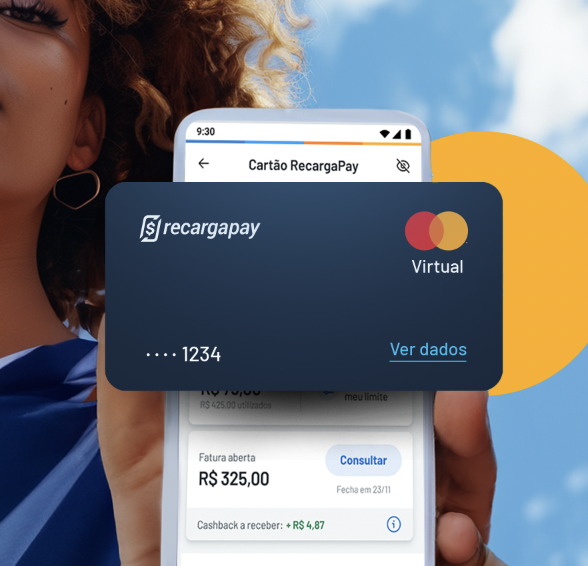 9:30
Cartão RecargaPay
recargapay
Virtual
•••• 1234
Ver dados
R$ 425,00 utilizados
meu limite
Fatura aberta
R$ 325,00
Consultar
Fecha em 23/11
Cashback a receber: + R$ 4,87